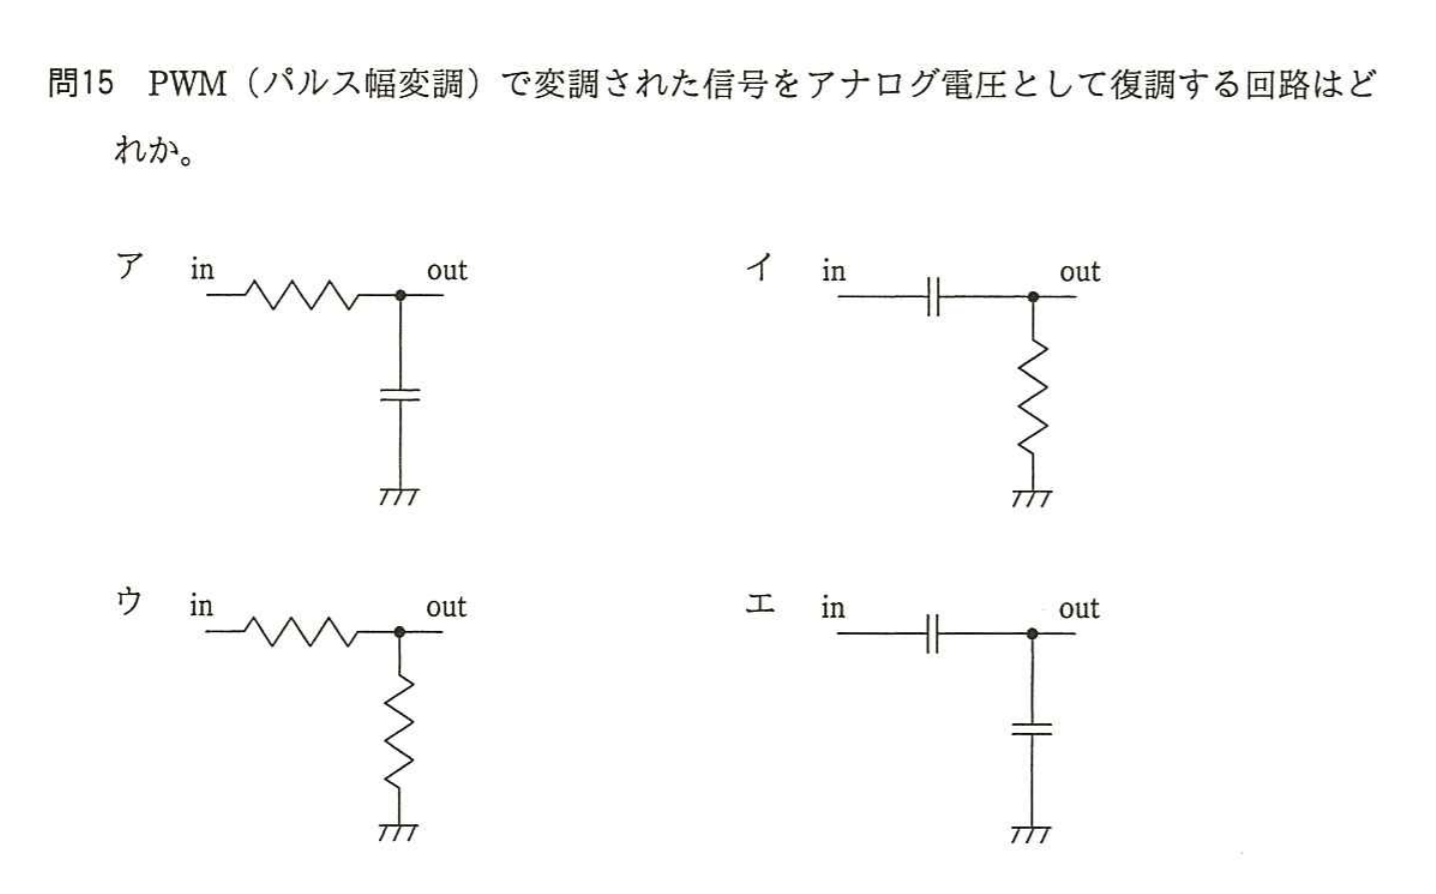 問15 PWM（パルス幅変調）で変調された信号をアナログ電圧として復調する回路はど
れか。
ア in out
イ in out
ウ in out
エ in out